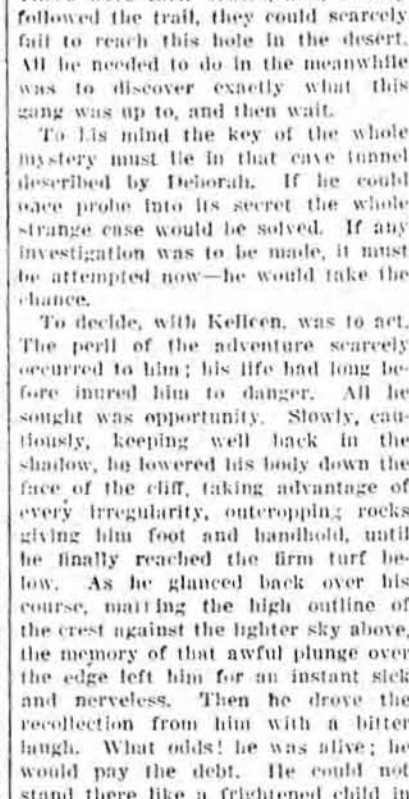 followed the trail, they could scarcely
fail to reach this hole in the desert.
All he needed to do in the meanwhile
was to discover exactly what this
gang was up to, and then wait.
To his mind the key of the whole
mystery must lie in that cave tunnel
described by Deborah. If he could
once probe into its secret the whole
strange case would be solved. If any
investigation was to be made, it must
be attempted now—he would take the
chance.
To decide, with Kelleen, was to act.
The peril of the adventure scarcely
occurred to him; his life had long be-
fore inured him to danger. All he
sought was opportunity. Slowly, cau-
tiously, keeping well back in the
shadow, he lowered his body down the
face of the cliff, taking advantage of
every irregularity, outcropping rocks
giving him foot and handhold, until
he finally reached the firm turf be-
low. As he glanced back over his
course, marking the high outline of
the crest against the lighter sky above,
the memory of that awful plunge over
the edge left him for an instant sick
and nerveless. Then he drove the
recollection from him with a bitter
laugh. What odds! he was alive; he
would pay the debt. He could not
stand there like a frightened child in